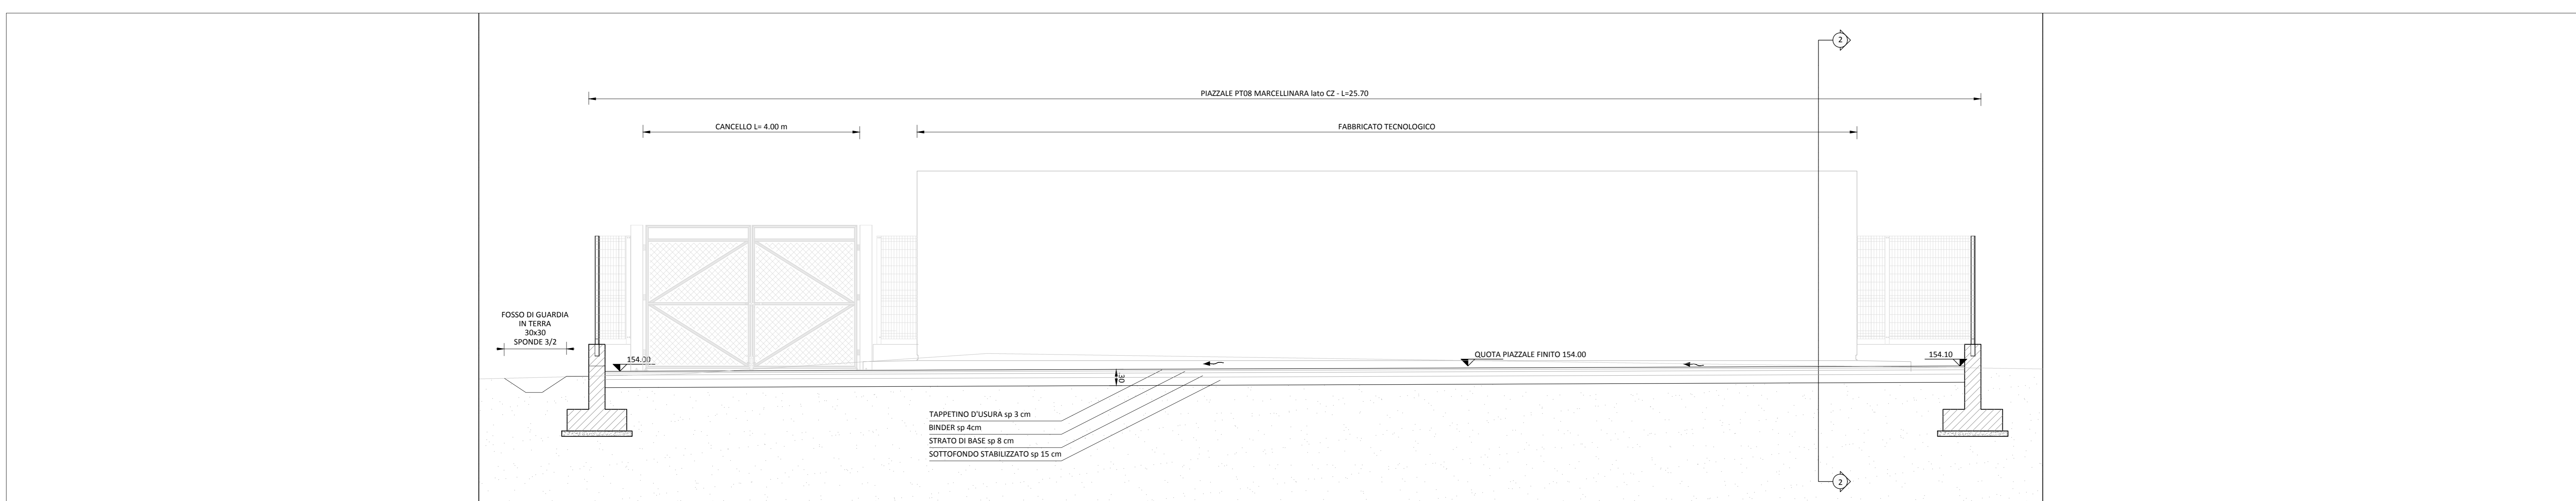 2
PIAZZALE PT08 MARCELLINARA lato CZ - L=25.70
CANCELLO L= 4.00 m
FABBRICATO TECNOLOGICO
FOSSO DI GUARDIA
IN TERRA
30x30
SPONDE 3/2
154.00
QUOTA PIAZZALE FINITO 154.00
154.10
30
TAPPETINO D'USURA sp 3 cm
BINDER sp 4cm
STRATO DI BASE sp 8 cm
SOTTOFONDO STABILIZZATO sp 15 cm
2